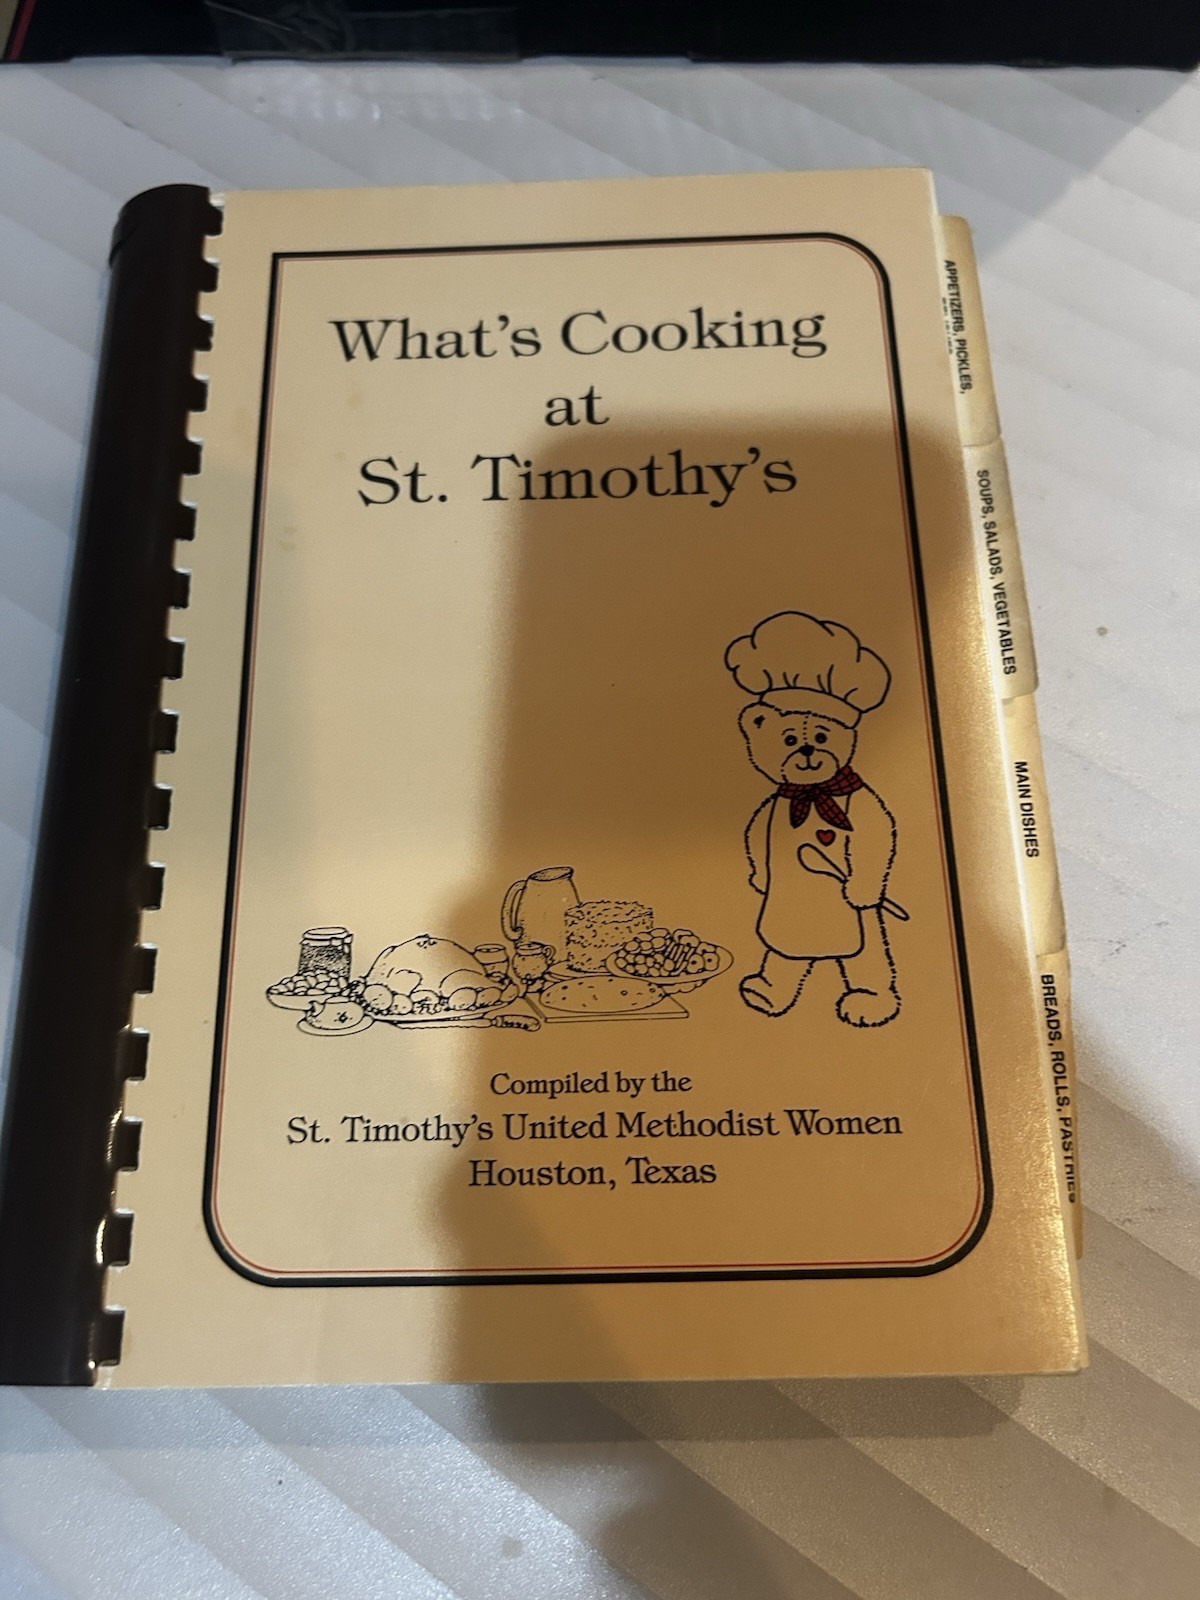 What's Cooking
at
St. Timothy's
Compiled by the
St. Timothy's United Methodist Women
Houston, Texas
APPETIZERS, PICKLES,
SOUPS, SALADS, VEGETABLES
MAIN DISHES
BREADS, ROLLS, PASTRIES